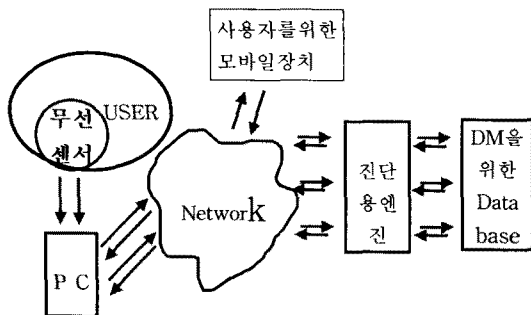 사용자를위한
모바일장치
무선
센서
USER
Network
P C
진단
용엔
진
DM을
위한
Data
base